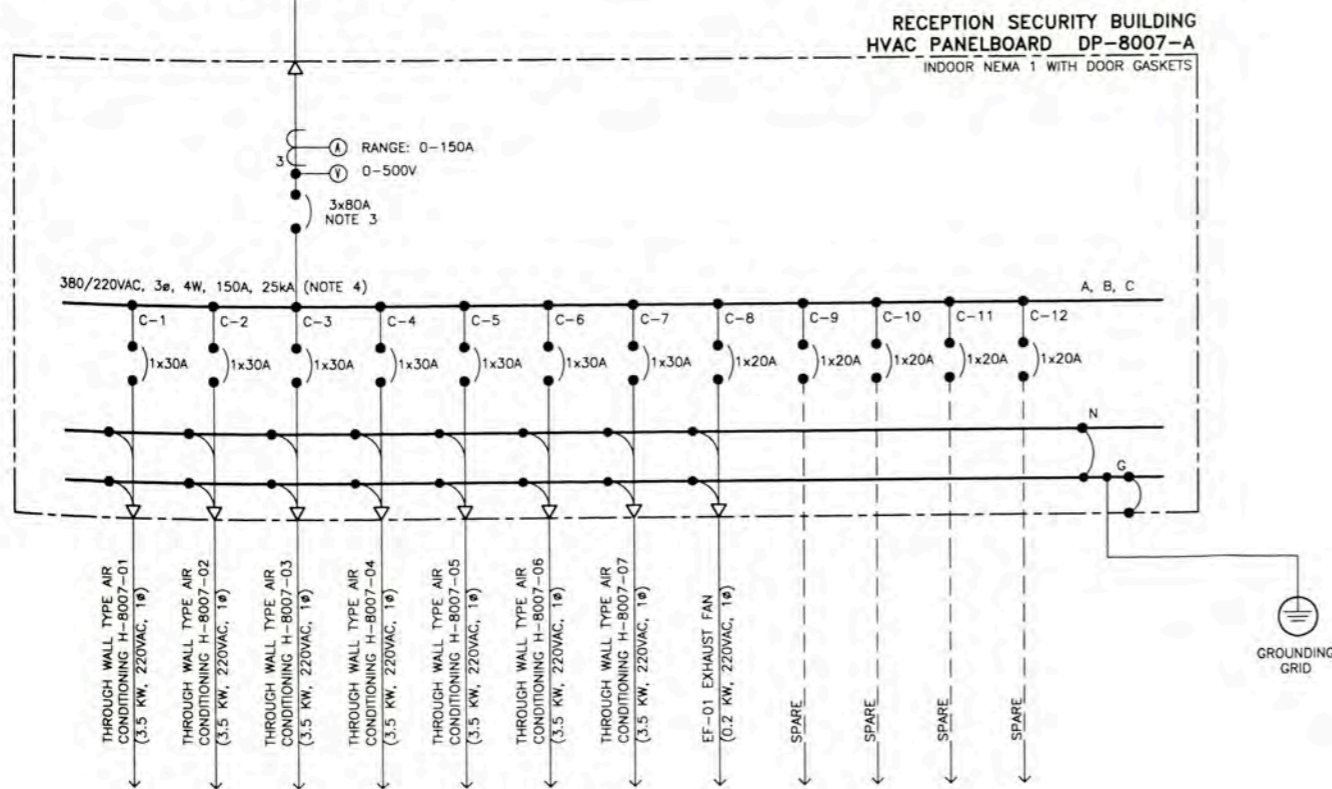 RECEPTION SECURITY BUILDING
HVAC PANELBOARD DP-8007-A
INDOOR NEMA 1 WITH DOOR GASKETS
A RANGE: 0-150A
3
V 0-500V
3x80A
NOTE 3
380/220VAC, 3ø, 4W, 150A, 25kA (NOTE 4)
A, B, C
C-1
C-2
C-3
C-4
C-5
C-6
C-7
C-8
C-9
C-10
C-11
C-12
1x30A
1x30A
1x30A
1x30A
1x30A
1x30A
1x30A
1x20A
1x20A
1x20A
1x20A
1x20A
N
G
THROUGH WALL TYPE AIR
CONDITIONING H-8007-01
(3.5 KW, 220VAC, 1ø)
THROUGH WALL TYPE AIR
CONDITIONING H-8007-02
(3.5 KW, 220VAC, 1ø)
THROUGH WALL TYPE AIR
CONDITIONING H-8007-03
(3.5 KW, 220VAC, 1ø)
THROUGH WALL TYPE AIR
CONDITIONING H-8007-04
(3.5 KW, 220VAC, 1ø)
THROUGH WALL TYPE AIR
CONDITIONING H-8007-05
(3.5 KW, 220VAC, 1ø)
THROUGH WALL TYPE AIR
CONDITIONING H-8007-06
(3.5 KW, 220VAC, 1ø)
THROUGH WALL TYPE AIR
CONDITIONING H-8007-07
(3.5 KW, 220VAC, 1ø)
EF-01 EXHAUST FAN
(0.2 KW, 220VAC, 1ø)
SPARE
SPARE
SPARE
SPARE
GROUNDING
GRID